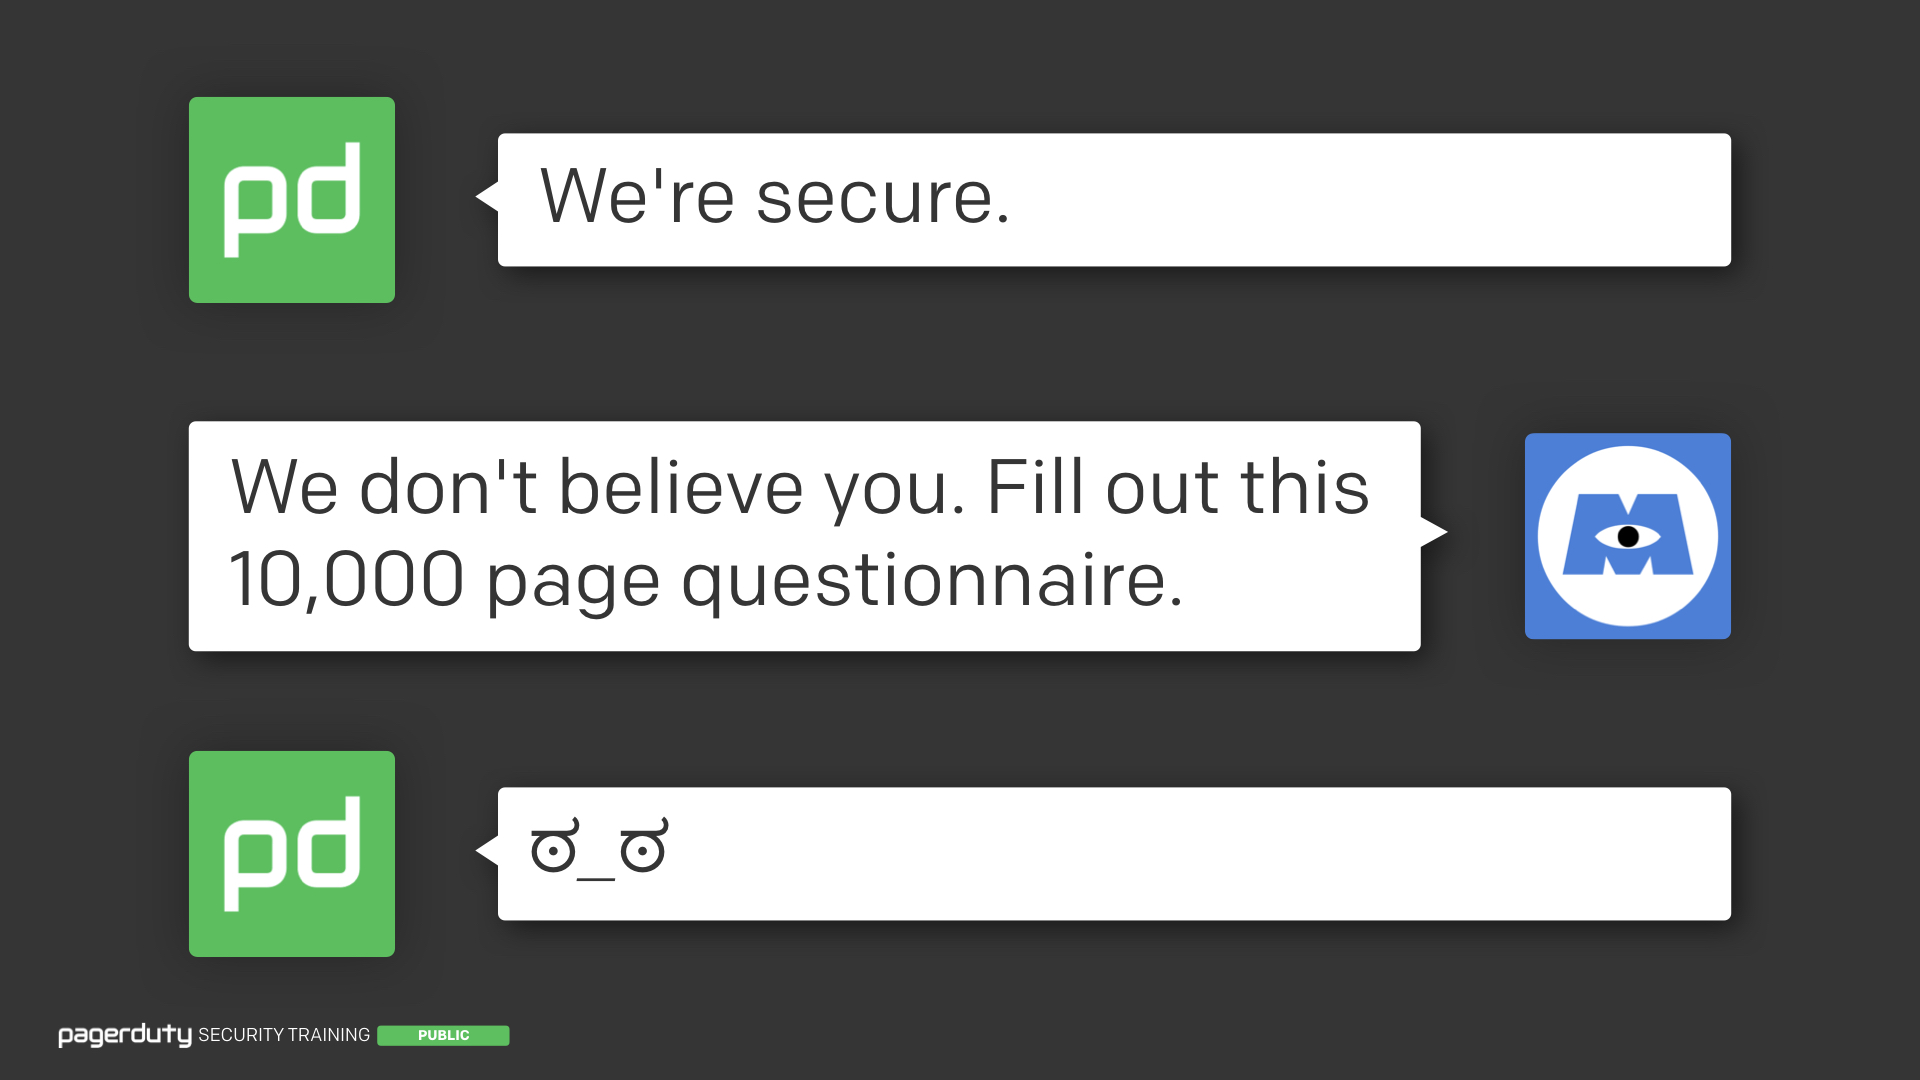 pd
We're secure.
We don't believe you. Fill out this
10,000 page questionnaire.
M
pd
ಠ_ಠ
pagerduty SECURITY TRAINING PUBLIC